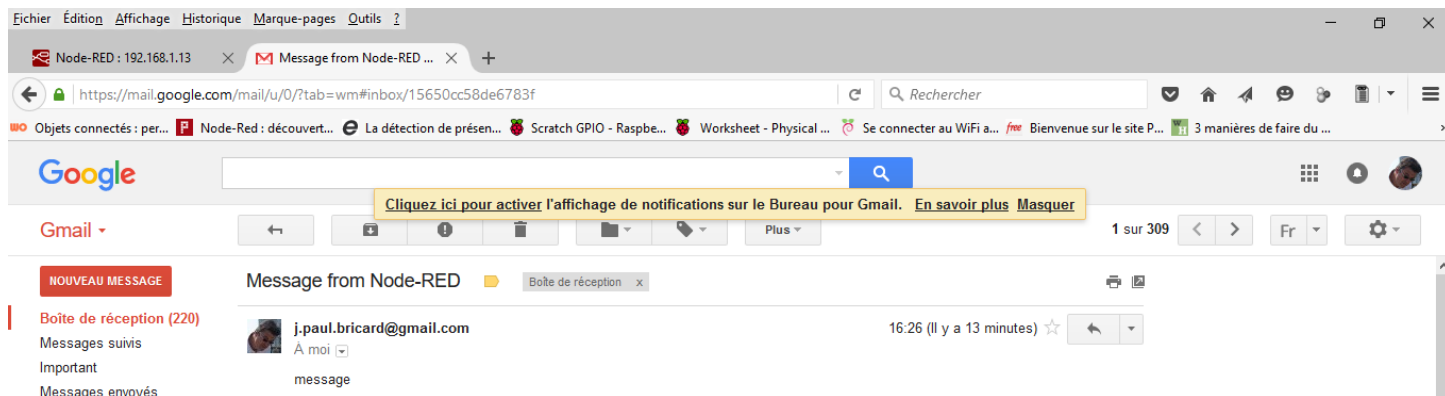 Fichier Édition Affichage Historique Marque-pages Outils ?
Node-RED : 192.168.1.13 Message from Node-RED ...
https://mail.google.com/mail/u/0/?tab=wm#inbox/15650cc58de6783f Rechercher
wo Objets connectés : per... Node-Red : découvert... La détection de présen... Scratch GPIO - Raspbe... Worksheet - Physical ... Se connecter au WiFi a... free Bienvenue sur le site P... 3 manières de faire du ...
Google
Cliquez ici pour activer l'affichage de notifications sur le Bureau pour Gmail. En savoir plus Masquer
Gmail Plus 1 sur 309 Fr
NOUVEAU MESSAGE Message from Node-RED Boîte de réception x
Boîte de réception (220) j.paul.bricard@gmail.com 16:26 (Il y a 13 minutes)
Messages suivis À moi
Important message
Messages envoyés